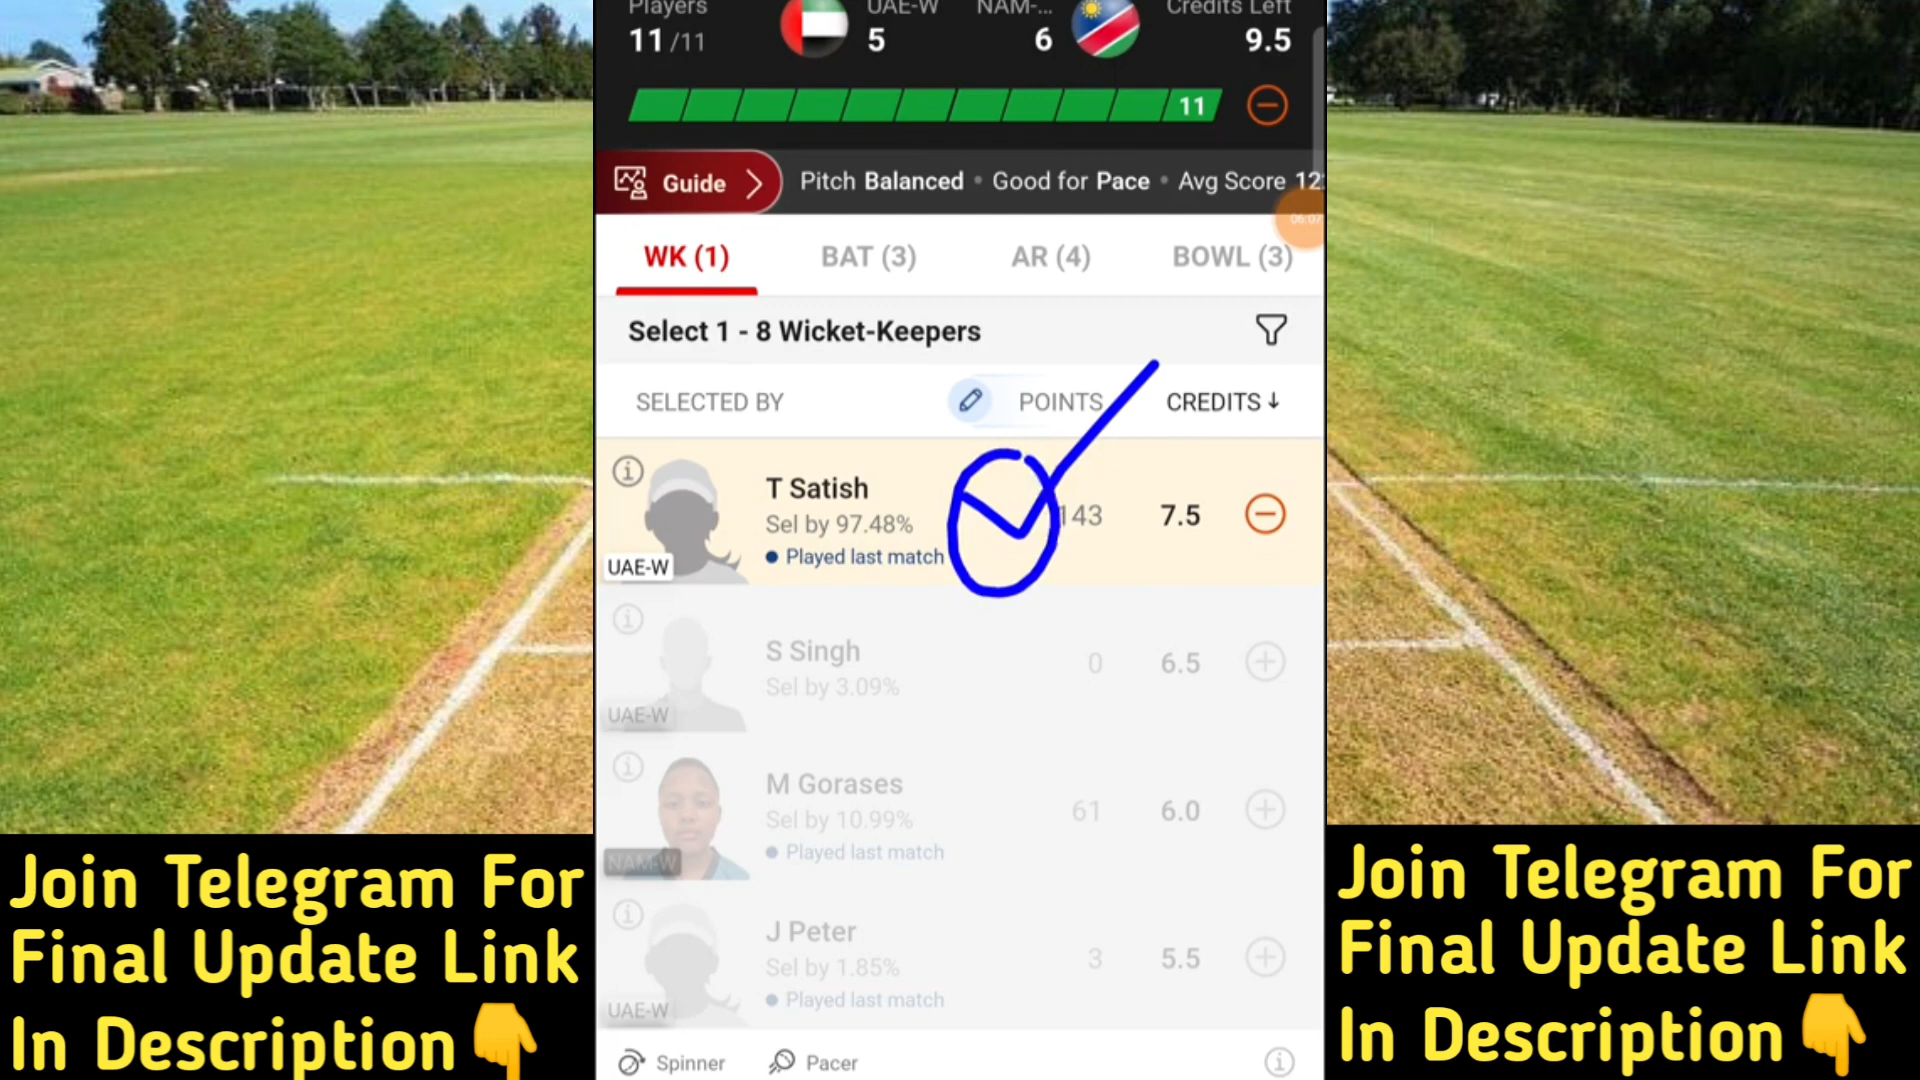 Players
UAE-W
NAM-...
Credits Left
11 /11
5
6
9.5
11
Guide
Pitch Balanced • Good for Pace • Avg Score 12
06:07
WK (1)
BAT (3)
AR (4)
BOWL (3)
Select 1 - 8 Wicket-Keepers
SELECTED BY
POINTS
CREDITS ↓
T Satish
Sel by 97.48%
143
7.5
Played last match
UAE-W
S Singh
Sel by 3.09%
0
6.5
UAE-W
M Gorases
Sel by 10.99%
61
6.0
Played last match
NAM-W
J Peter
Sel by 1.85%
3
5.5
Played last match
UAE-W
Spinner
Pacer
Join Telegram For
Final Update Link
In Description👇
Join Telegram For
Final Update Link
In Description👇